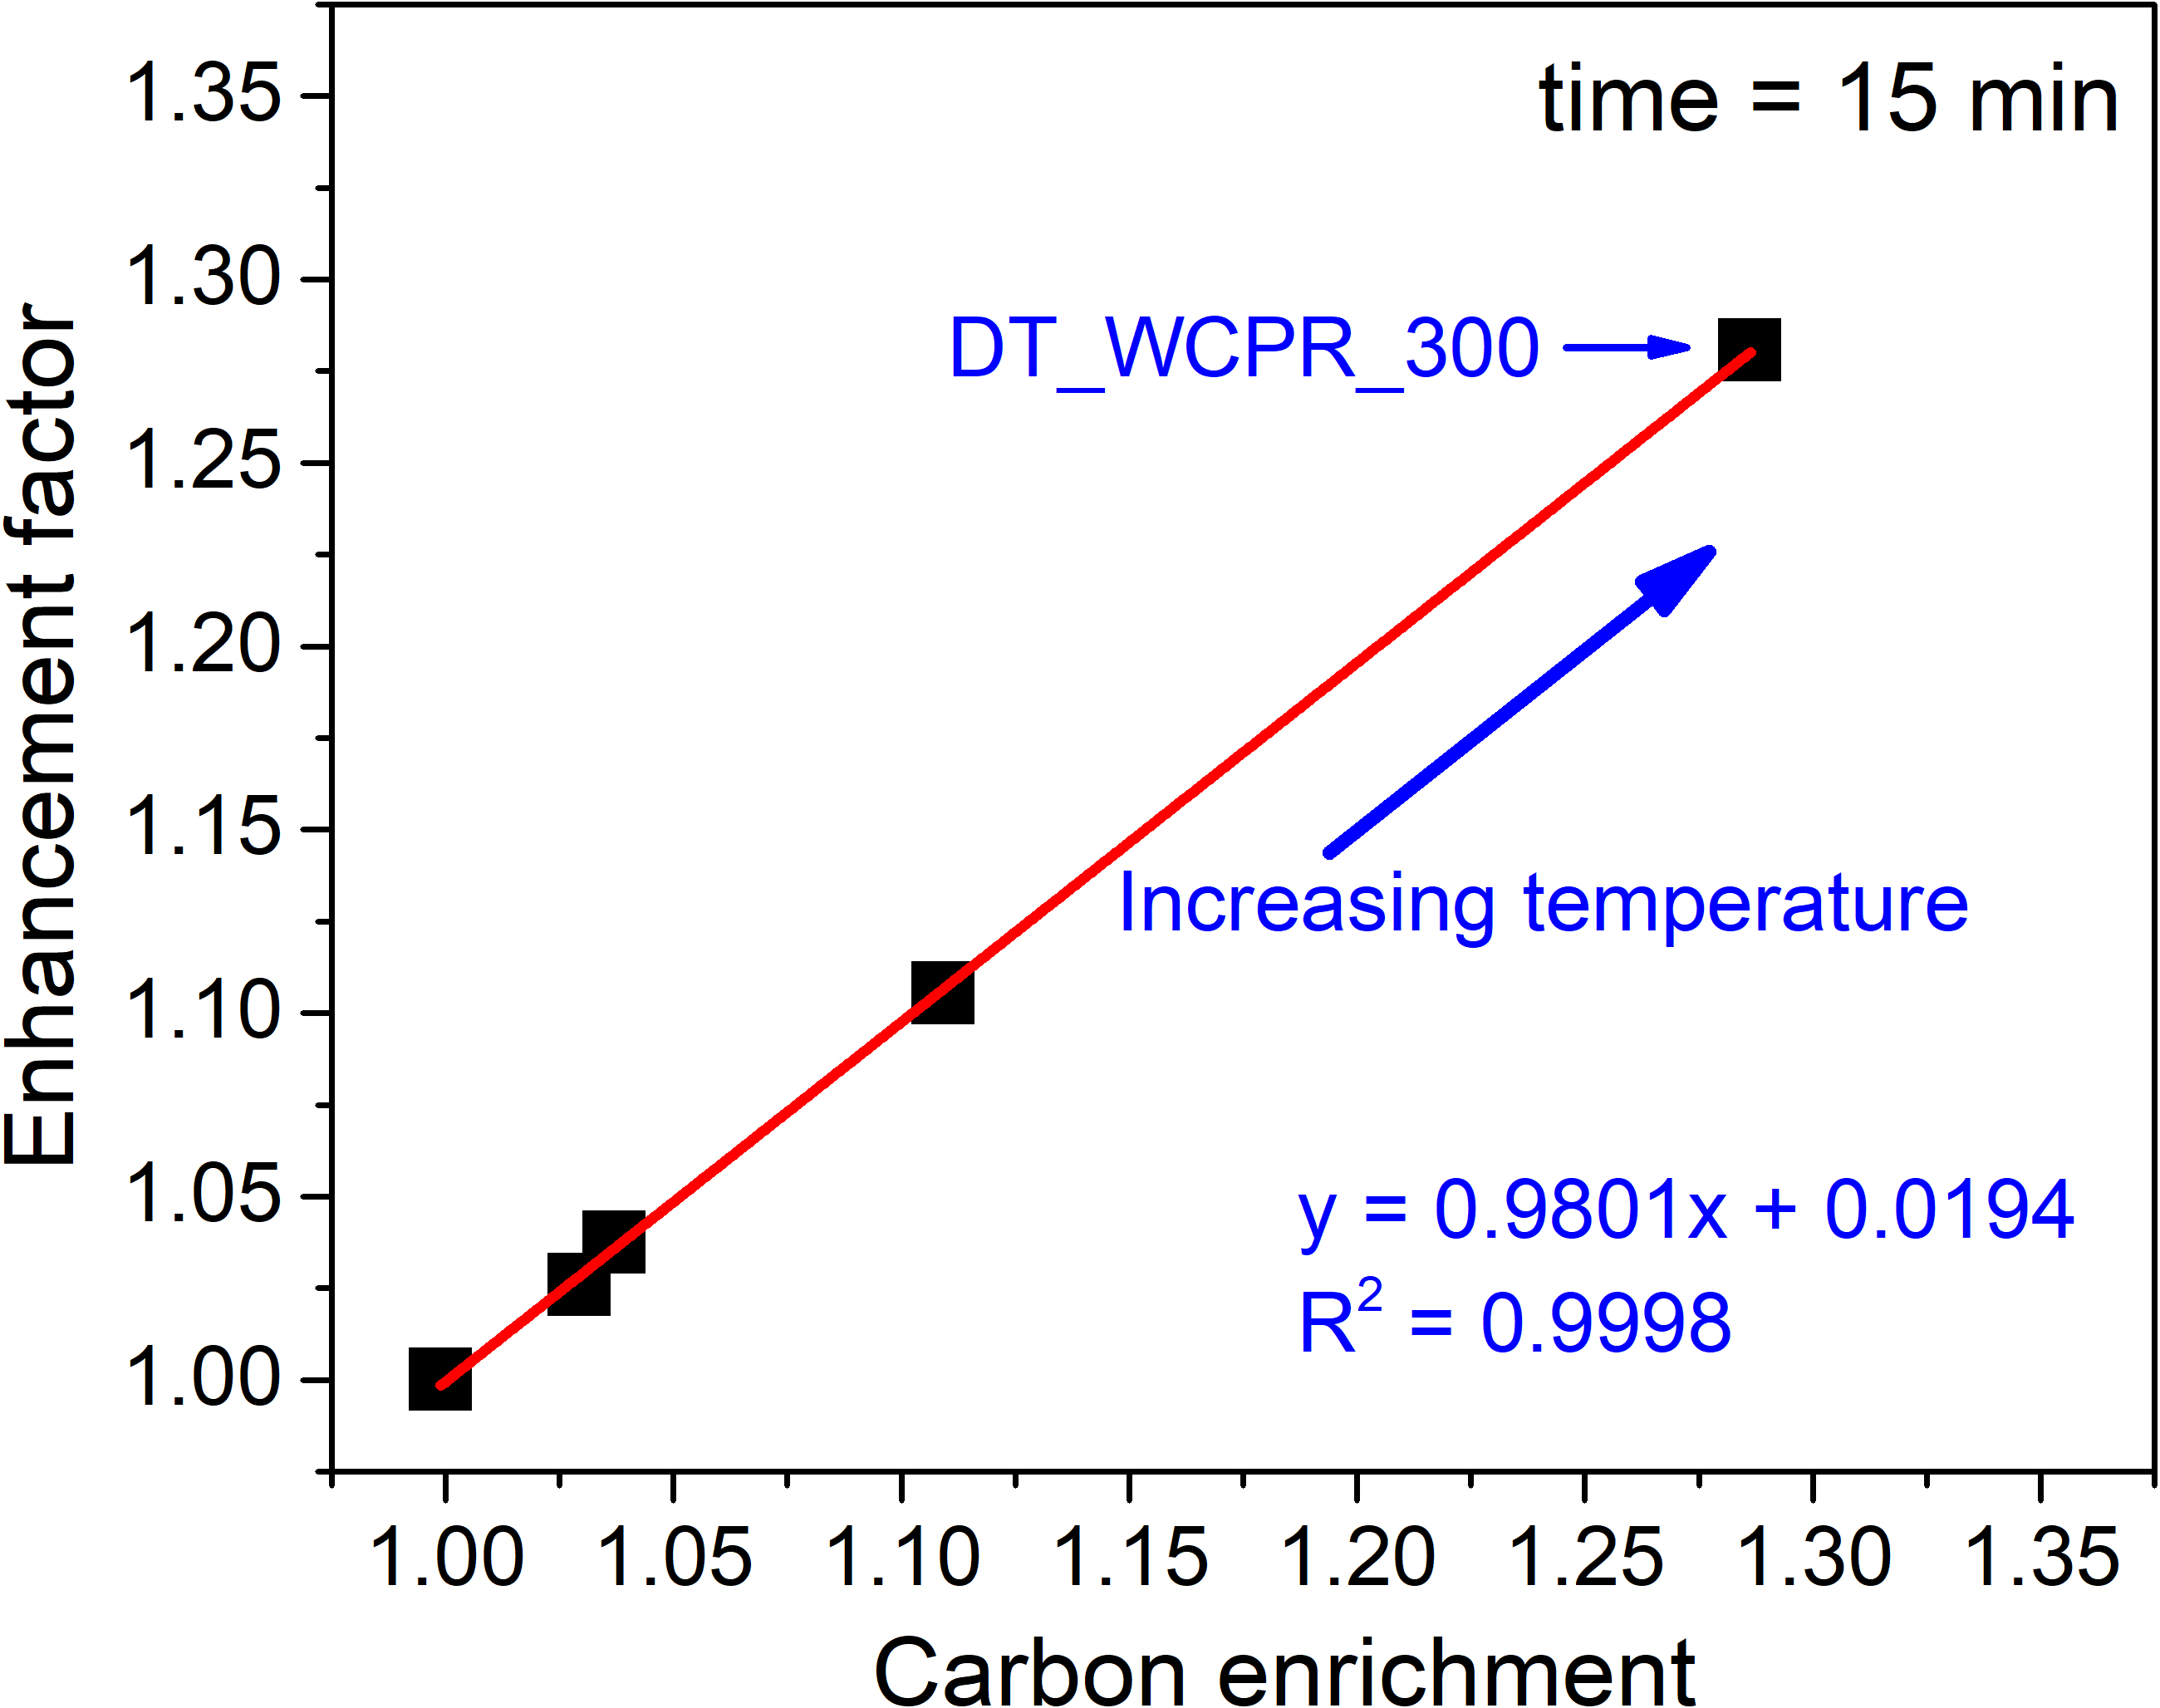 time = 15 min
1.35
1.30
1.25
1.20
1.15
1.10
1.05
1.00
Enhancement factor
DT_WCPR_300
Increasing temperature
y = 0.9801x + 0.0194
R² = 0.9998
1.00 1.05 1.10 1.15 1.20 1.25 1.30 1.35
Carbon enrichment